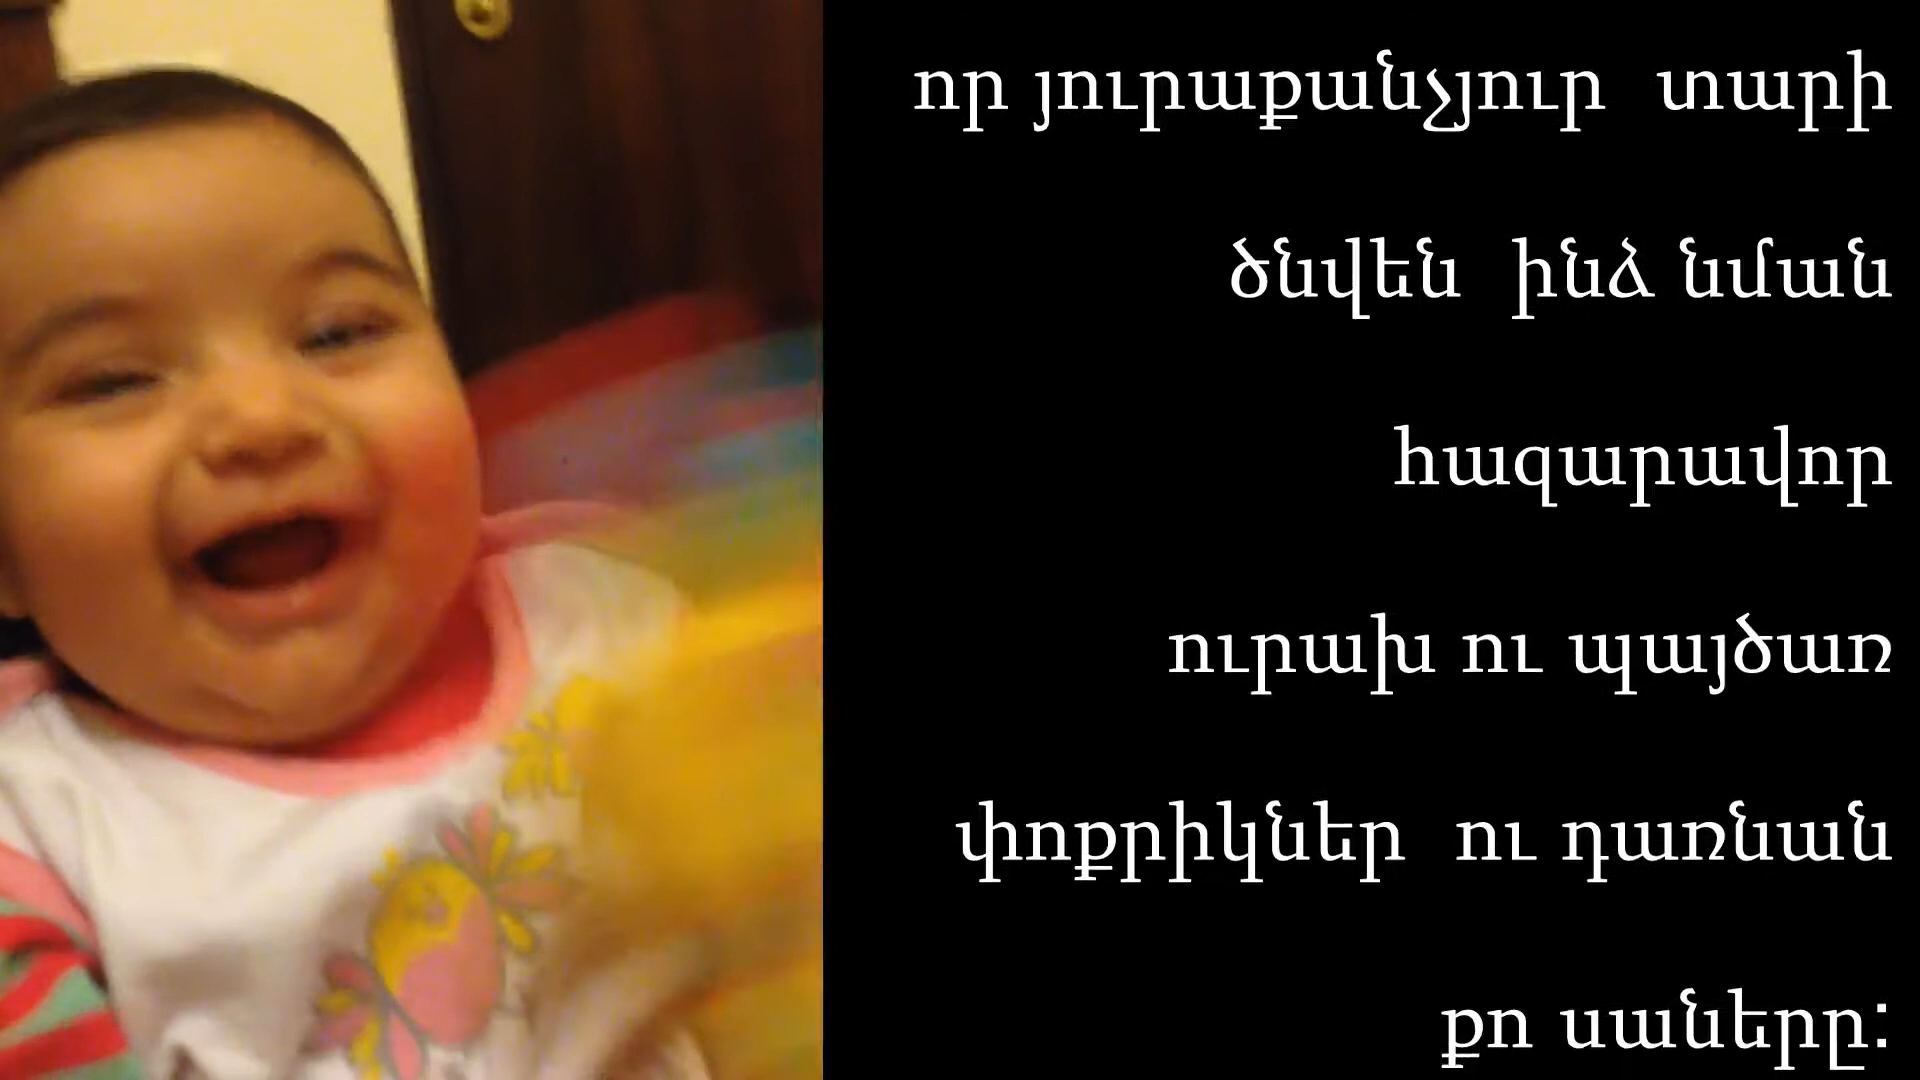 որ յուրաքանչյուր տարի
ծնվեն ինձ նման
հազարավոր
ուրախ ու պայծառ
փոքրիկներ ու դառնան
քո սաները: